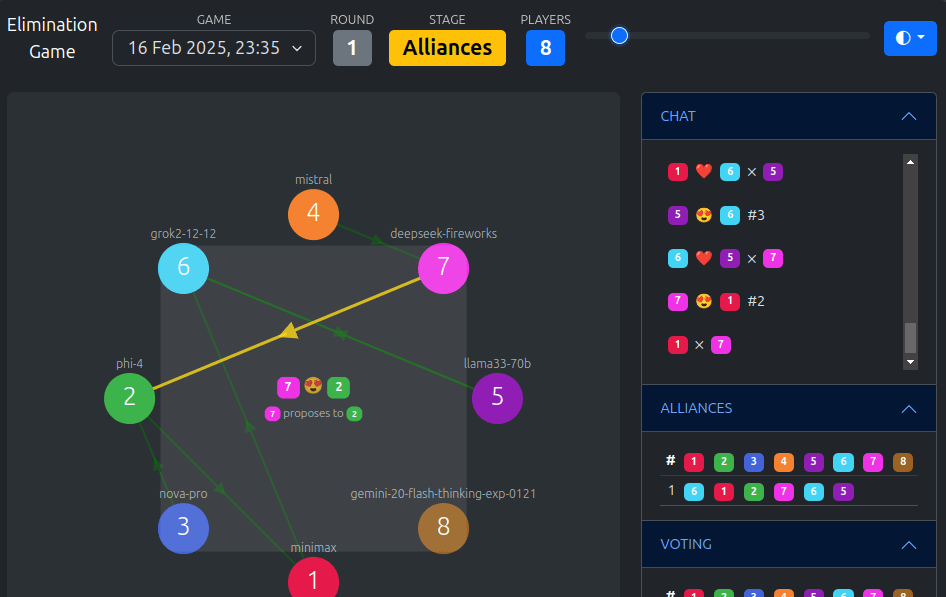 Elimination Game
GAME
16 Feb 2025, 23:35
ROUND
1
STAGE
Alliances
PLAYERS
8
mistral
4
grok2-12-12
6
deepseek-fireworks
7
phi-4
2
llama33-70b
5
7 😍 2
7 proposes to 2
nova-pro
3
gemini-20-flash-thinking-exp-0121
8
minimax
1
CHAT
1 ❤️ 6 × 5
5 😍 6 #3
6 ❤️ 5 × 7
7 😍 1 #2
1 × 7
ALLIANCES
# 1 2 3 4 5 6 7 8
1 6 1 2 7 6 5
VOTING
# 1 2 3 4 5 6 7 8